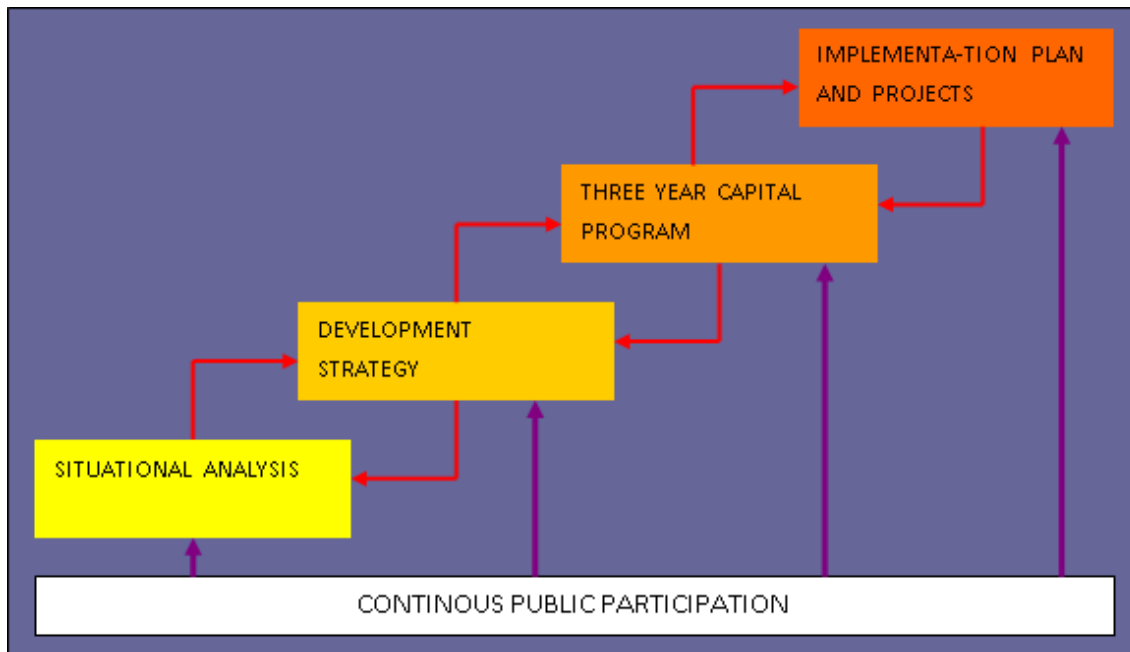 IMPLEMENTA-TION PLAN
AND PROJECTS
THREE YEAR CAPITAL
PROGRAM
DEVELOPMENT
STRATEGY
SITUATIONAL ANALYSIS
CONTINOUS PUBLIC PARTICIPATION